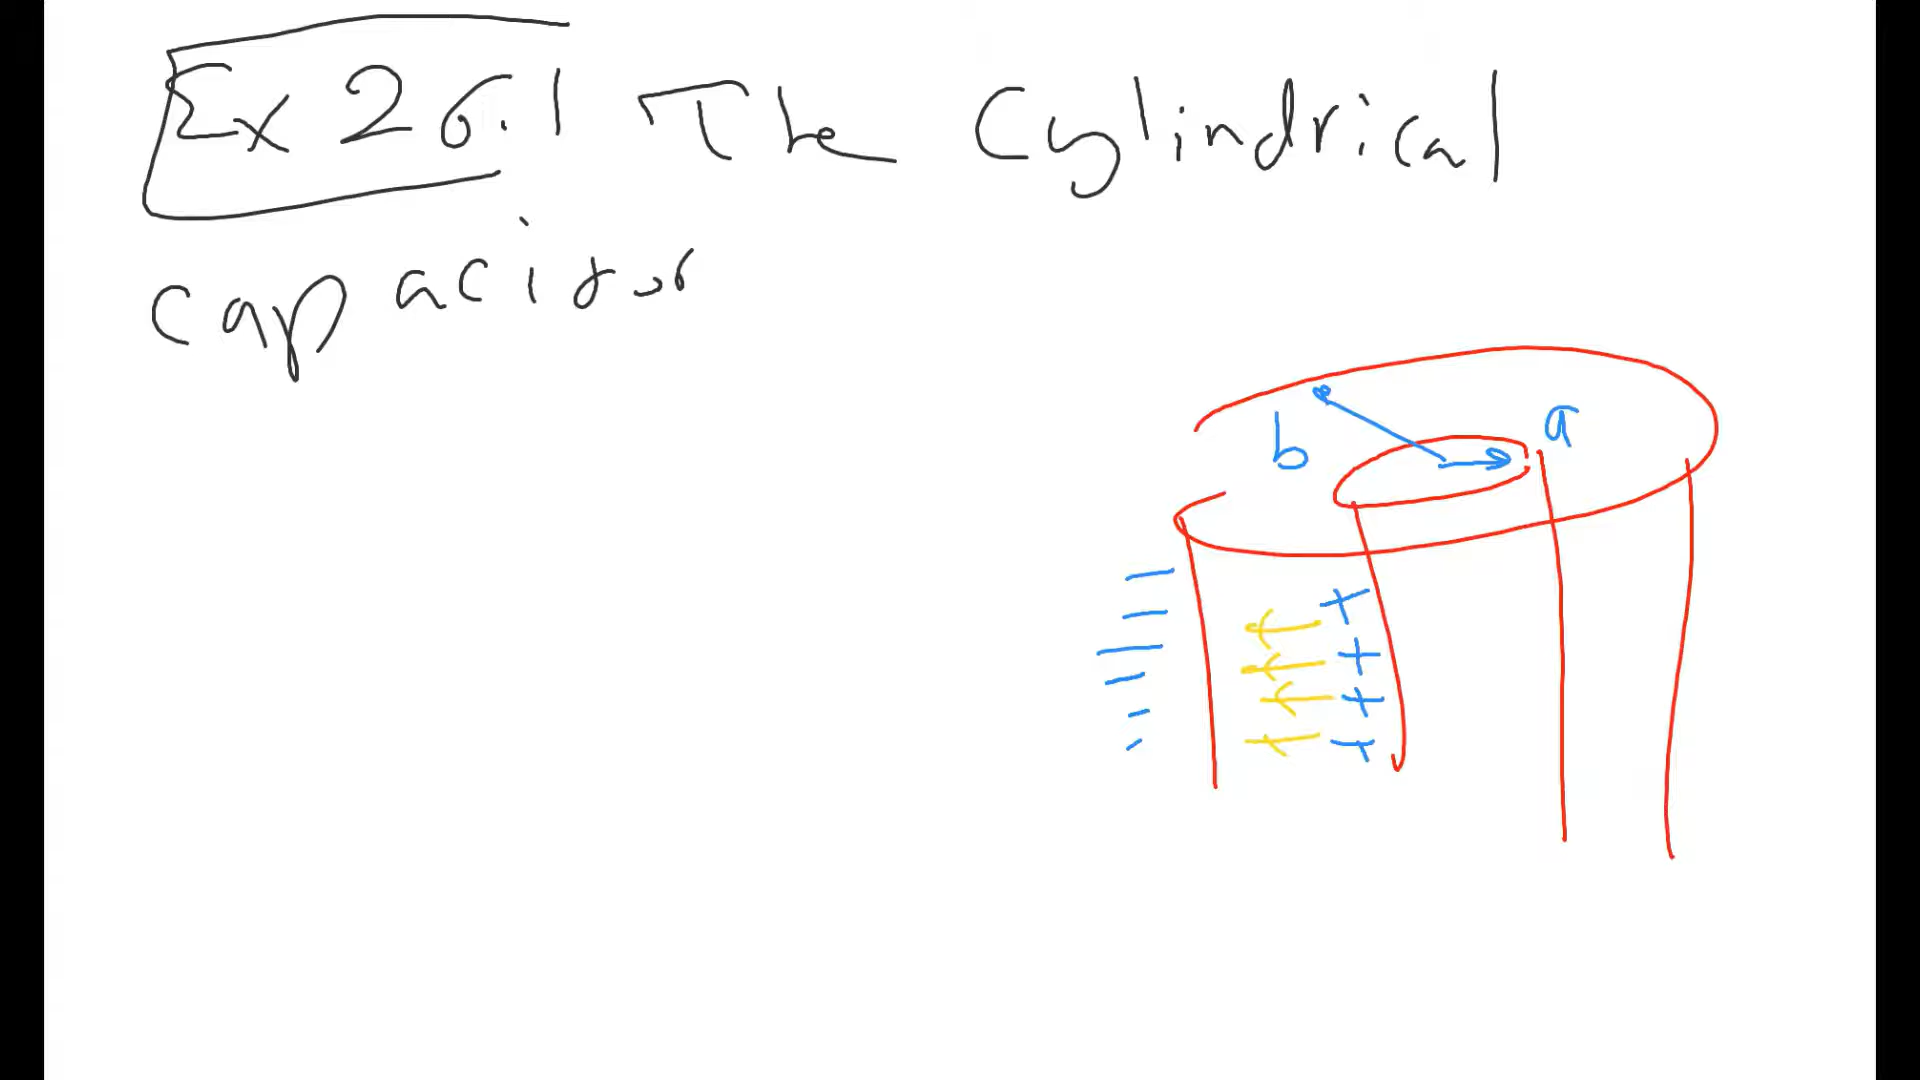 Ex 26.1 The Cylindrical
capacitor
a
b
+
+
+
+